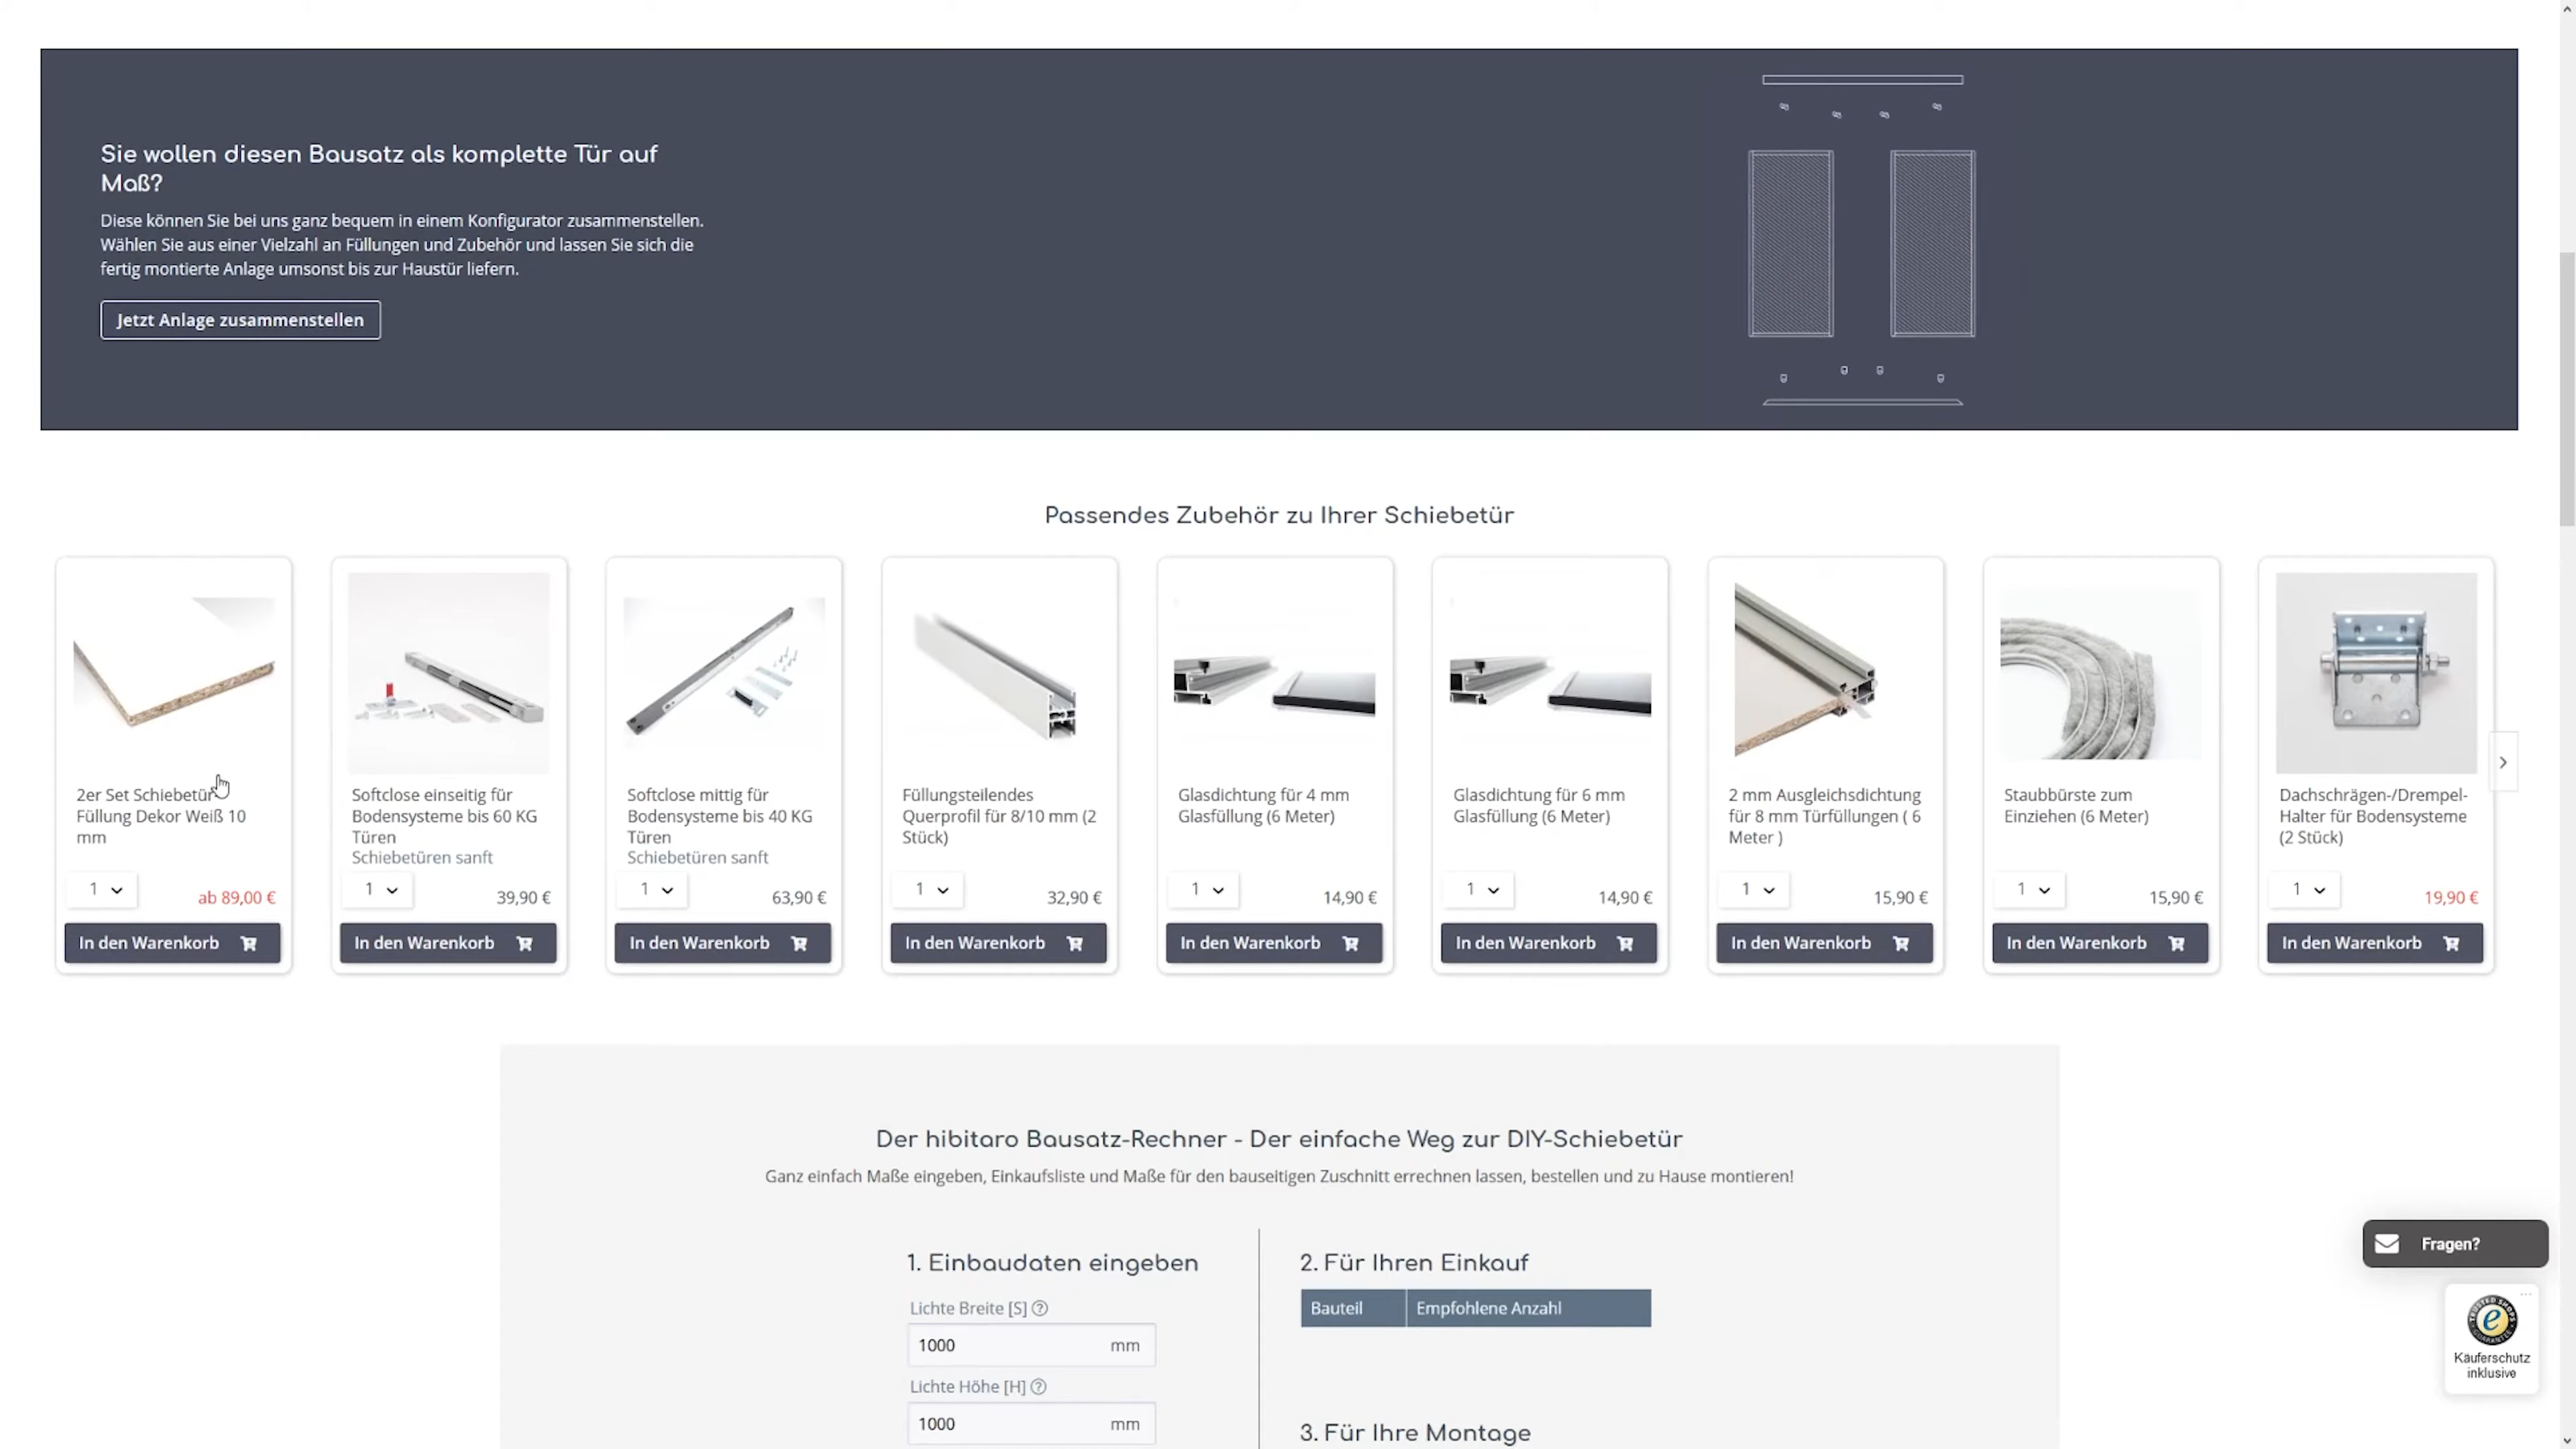 Sie wollen diesen Bausatz als komplette Tür auf
Maß?
Diese können Sie bei uns ganz bequem in einem Konfigurator zusammenstellen.
Wählen Sie aus einer Vielzahl an Füllungen und Zubehör und lassen Sie sich die
fertig montierte Anlage umsonst bis zur Haustür liefern.
Jetzt Anlage zusammenstellen
Passendes Zubehör zu Ihrer Schiebetür
2er Set Schiebetür-
Füllung Dekor Weiß 10
mm
1
ab 89,00 €
In den Warenkorb
Softclose einseitig für
Bodensysteme bis 60 KG
Türen
Schiebetüren sanft
1
39,90 €
In den Warenkorb
Softclose mittig für
Bodensysteme bis 40 KG
Türen
Schiebetüren sanft
1
63,90 €
In den Warenkorb
Füllungsteilendes
Querprofil für 8/10 mm (2
Stück)
1
32,90 €
In den Warenkorb
Glasdichtung für 4 mm
Glasfüllung (6 Meter)
1
14,90 €
In den Warenkorb
Glasdichtung für 6 mm
Glasfüllung (6 Meter)
1
14,90 €
In den Warenkorb
2 mm Ausgleichsdichtung
für 8 mm Türfüllungen ( 6
Meter )
1
15,90 €
In den Warenkorb
Staubbürste zum
Einziehen (6 Meter)
1
15,90 €
In den Warenkorb
Dachschrägen-/Drempel-
Halter für Bodensysteme
(2 Stück)
1
19,90 €
In den Warenkorb
Der hibitaro Bausatz-Rechner - Der einfache Weg zur DIY-Schiebetür
Ganz einfach Maße eingeben, Einkaufsliste und Maße für den bauseitigen Zuschnitt errechnen lassen, bestellen und zu Hause montieren!
1. Einbaudaten eingeben
Lichte Breite [S] ?
1000 mm
Lichte Höhe [H] ?
1000 mm
2. Für Ihren Einkauf
Bauteil Empfohlene Anzahl
3. Für Ihre Montage
Fragen?
TRUSTED SHOPS
e
GUARANTEE
Käuferschutz
inklusive